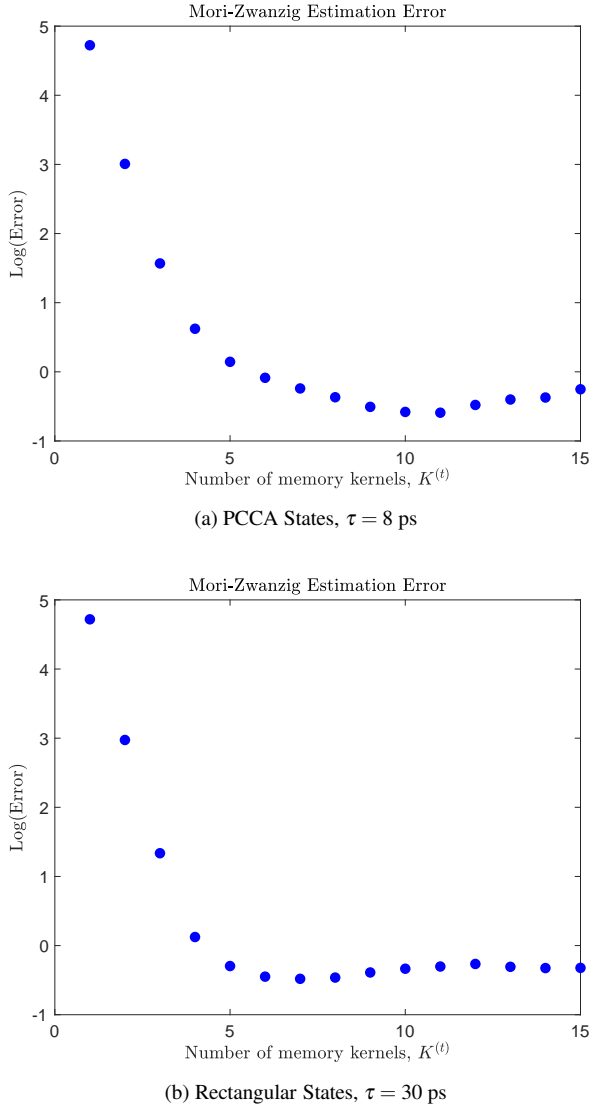 Mori-Zwanzig Estimation Error
5
4
3
2
1
0
-1
Log(Error)
0 5 10 15
Number of memory kernels, K^(t)
(a) PCCA States, τ = 8 ps
Mori-Zwanzig Estimation Error
5
4
3
2
1
0
-1
Log(Error)
0 5 10 15
Number of memory kernels, K^(t)
(b) Rectangular States, τ = 30 ps